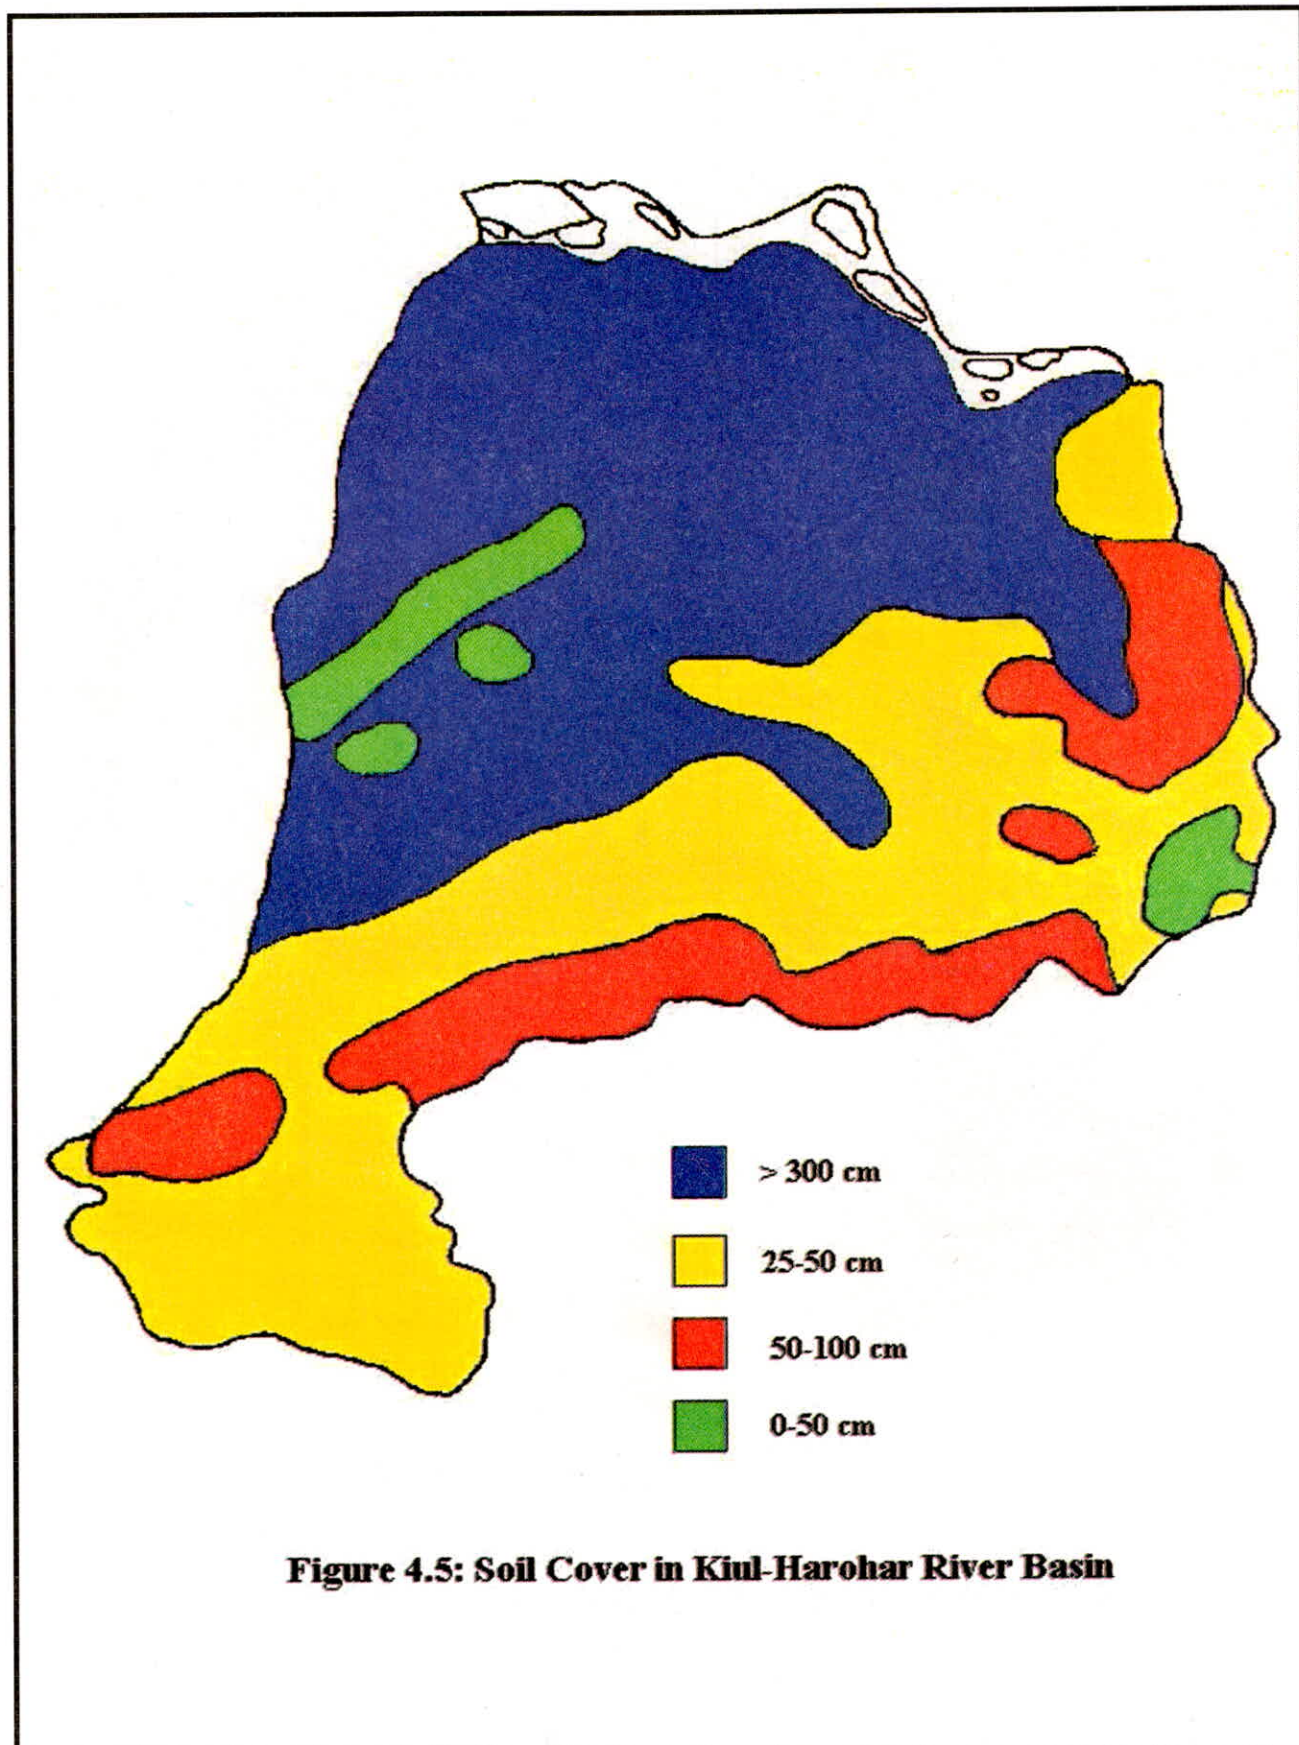 > 300 cm
25-50 cm
50-100 cm
0-50 cm
Figure 4.5: Soil Cover in Kiul-Harohar River Basin